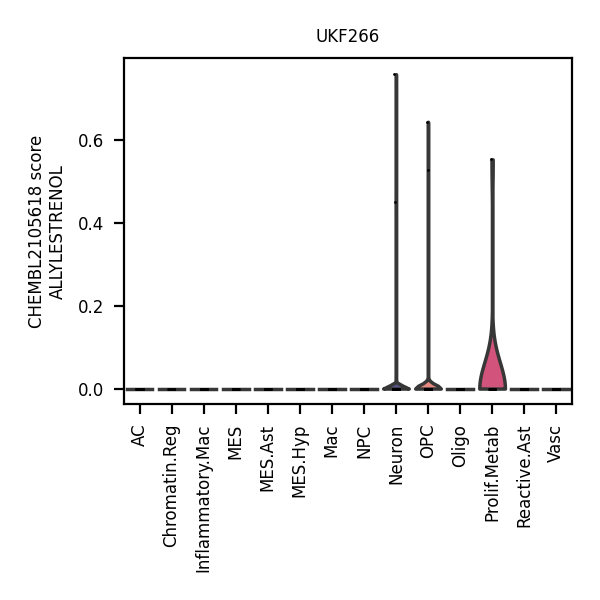 UKF266
CHEMBL2105618 score
ALLYLESTRENOL
0.6
0.4
0.2
0.0
AC
Chromatin.Reg
Inflammatory.Mac
MES
MES.Ast
MES.Hyp
Mac
NPC
Neuron
OPC
Oligo
Prolif.Metab
Reactive.Ast
Vasc